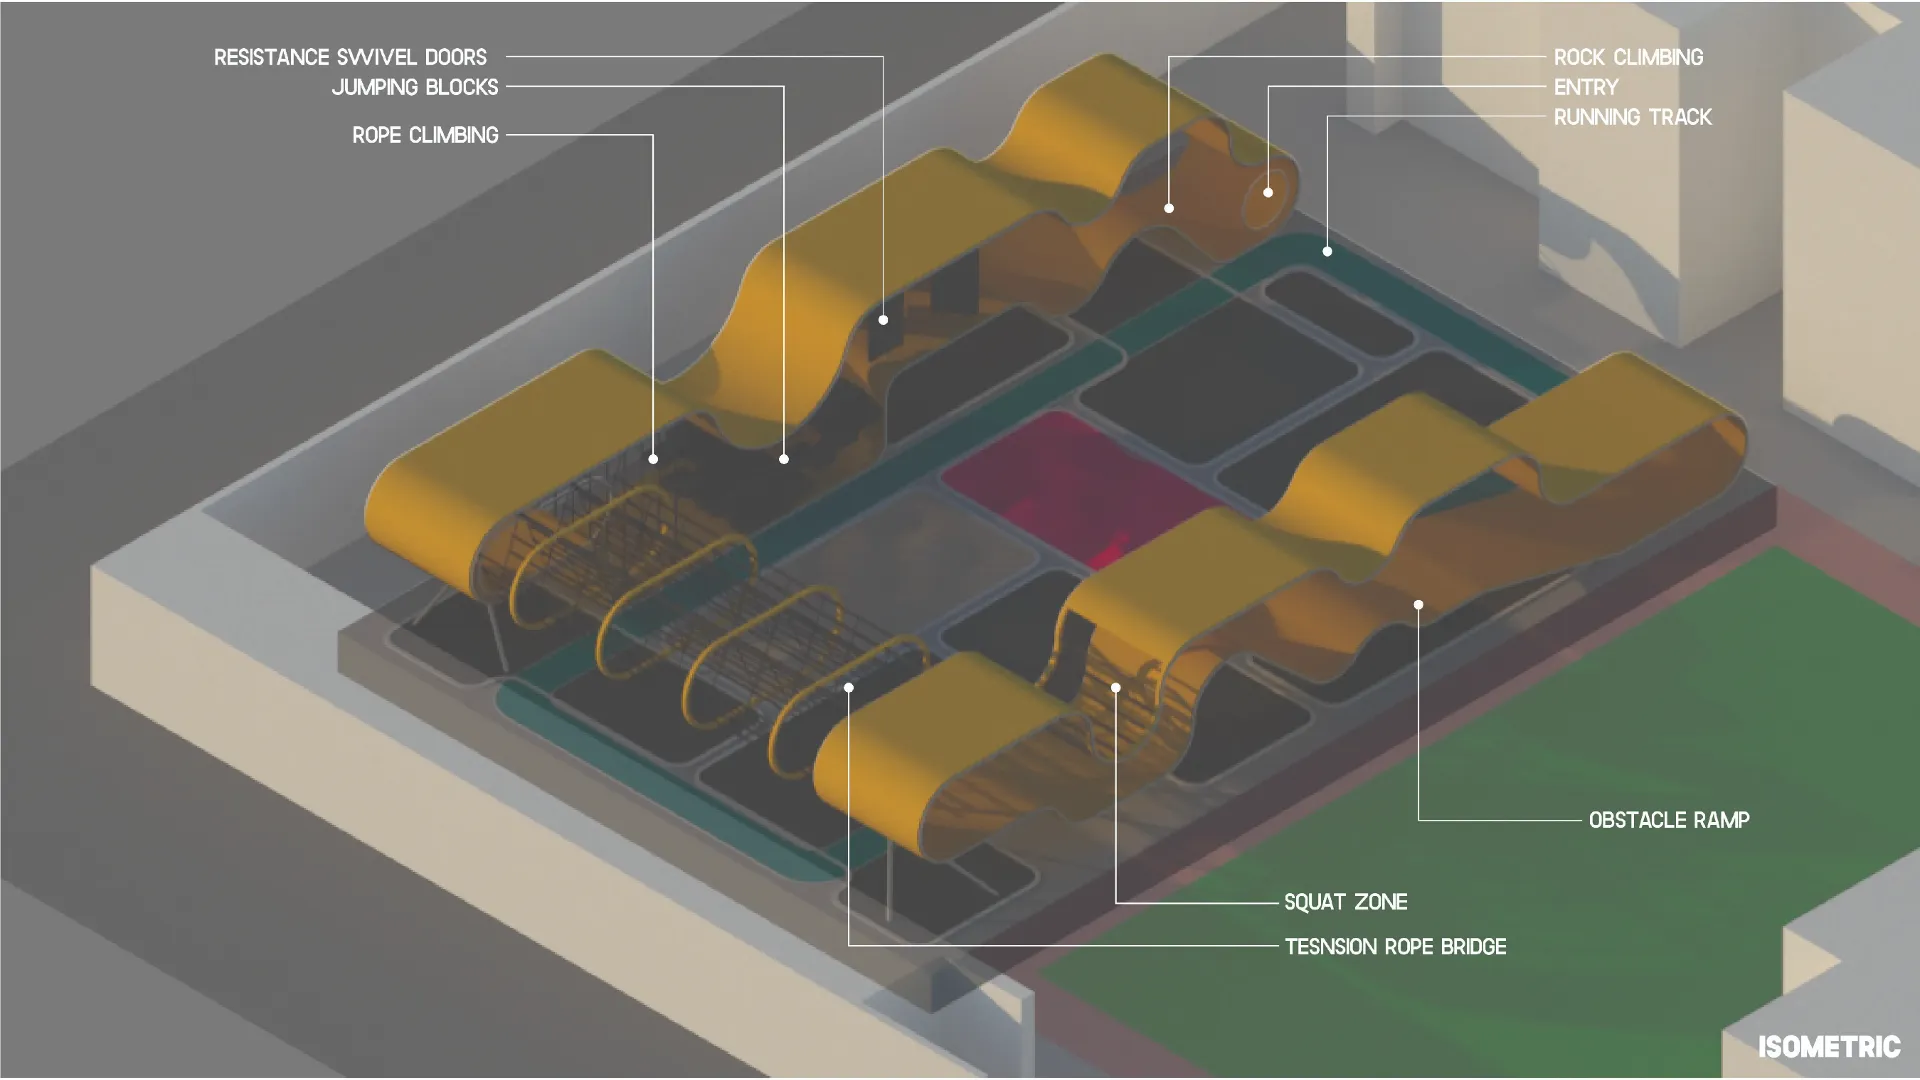 RESISTANCE SWIVEL DOORS
JUMPING BLOCKS
ROPE CLIMBING
ROCK CLIMBING
ENTRY
RUNNING TRACK
OBSTACLE RAMP
SQUAT ZONE
TESNSION ROPE BRIDGE
ISOMETRIC